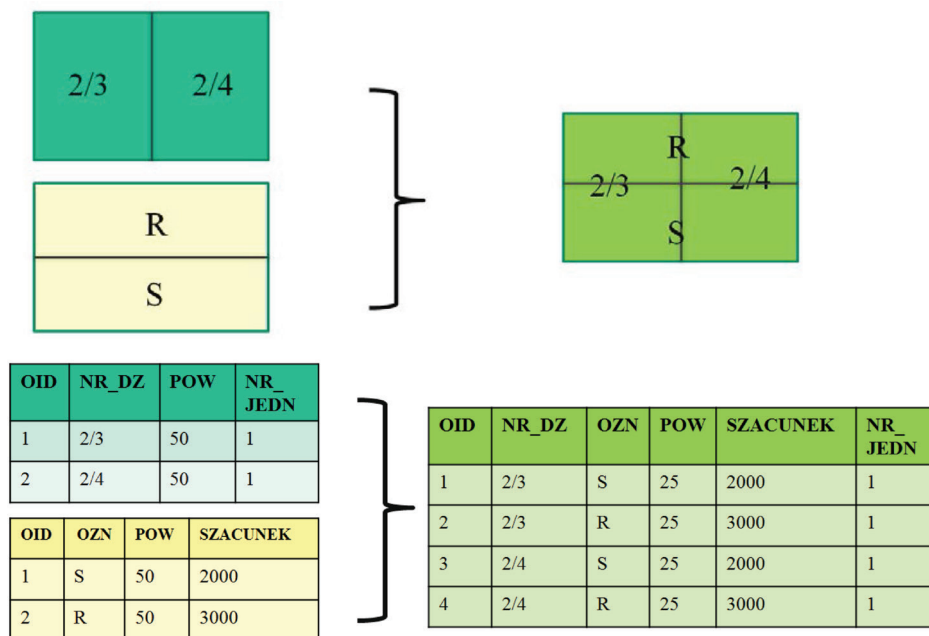 2/3 2/4
R
S
R
2/3 2/4
S
OID NR_DZ POW NR_
JEDN
1 2/3 50 1
2 2/4 50 1
OID OZN POW SZACUNEK
1 S 50 2000
2 R 50 3000
OID NR_DZ OZN POW SZACUNEK NR_
JEDN
1 2/3 S 25 2000 1
2 2/3 R 25 3000 1
3 2/4 S 25 2000 1
4 2/4 R 25 3000 1